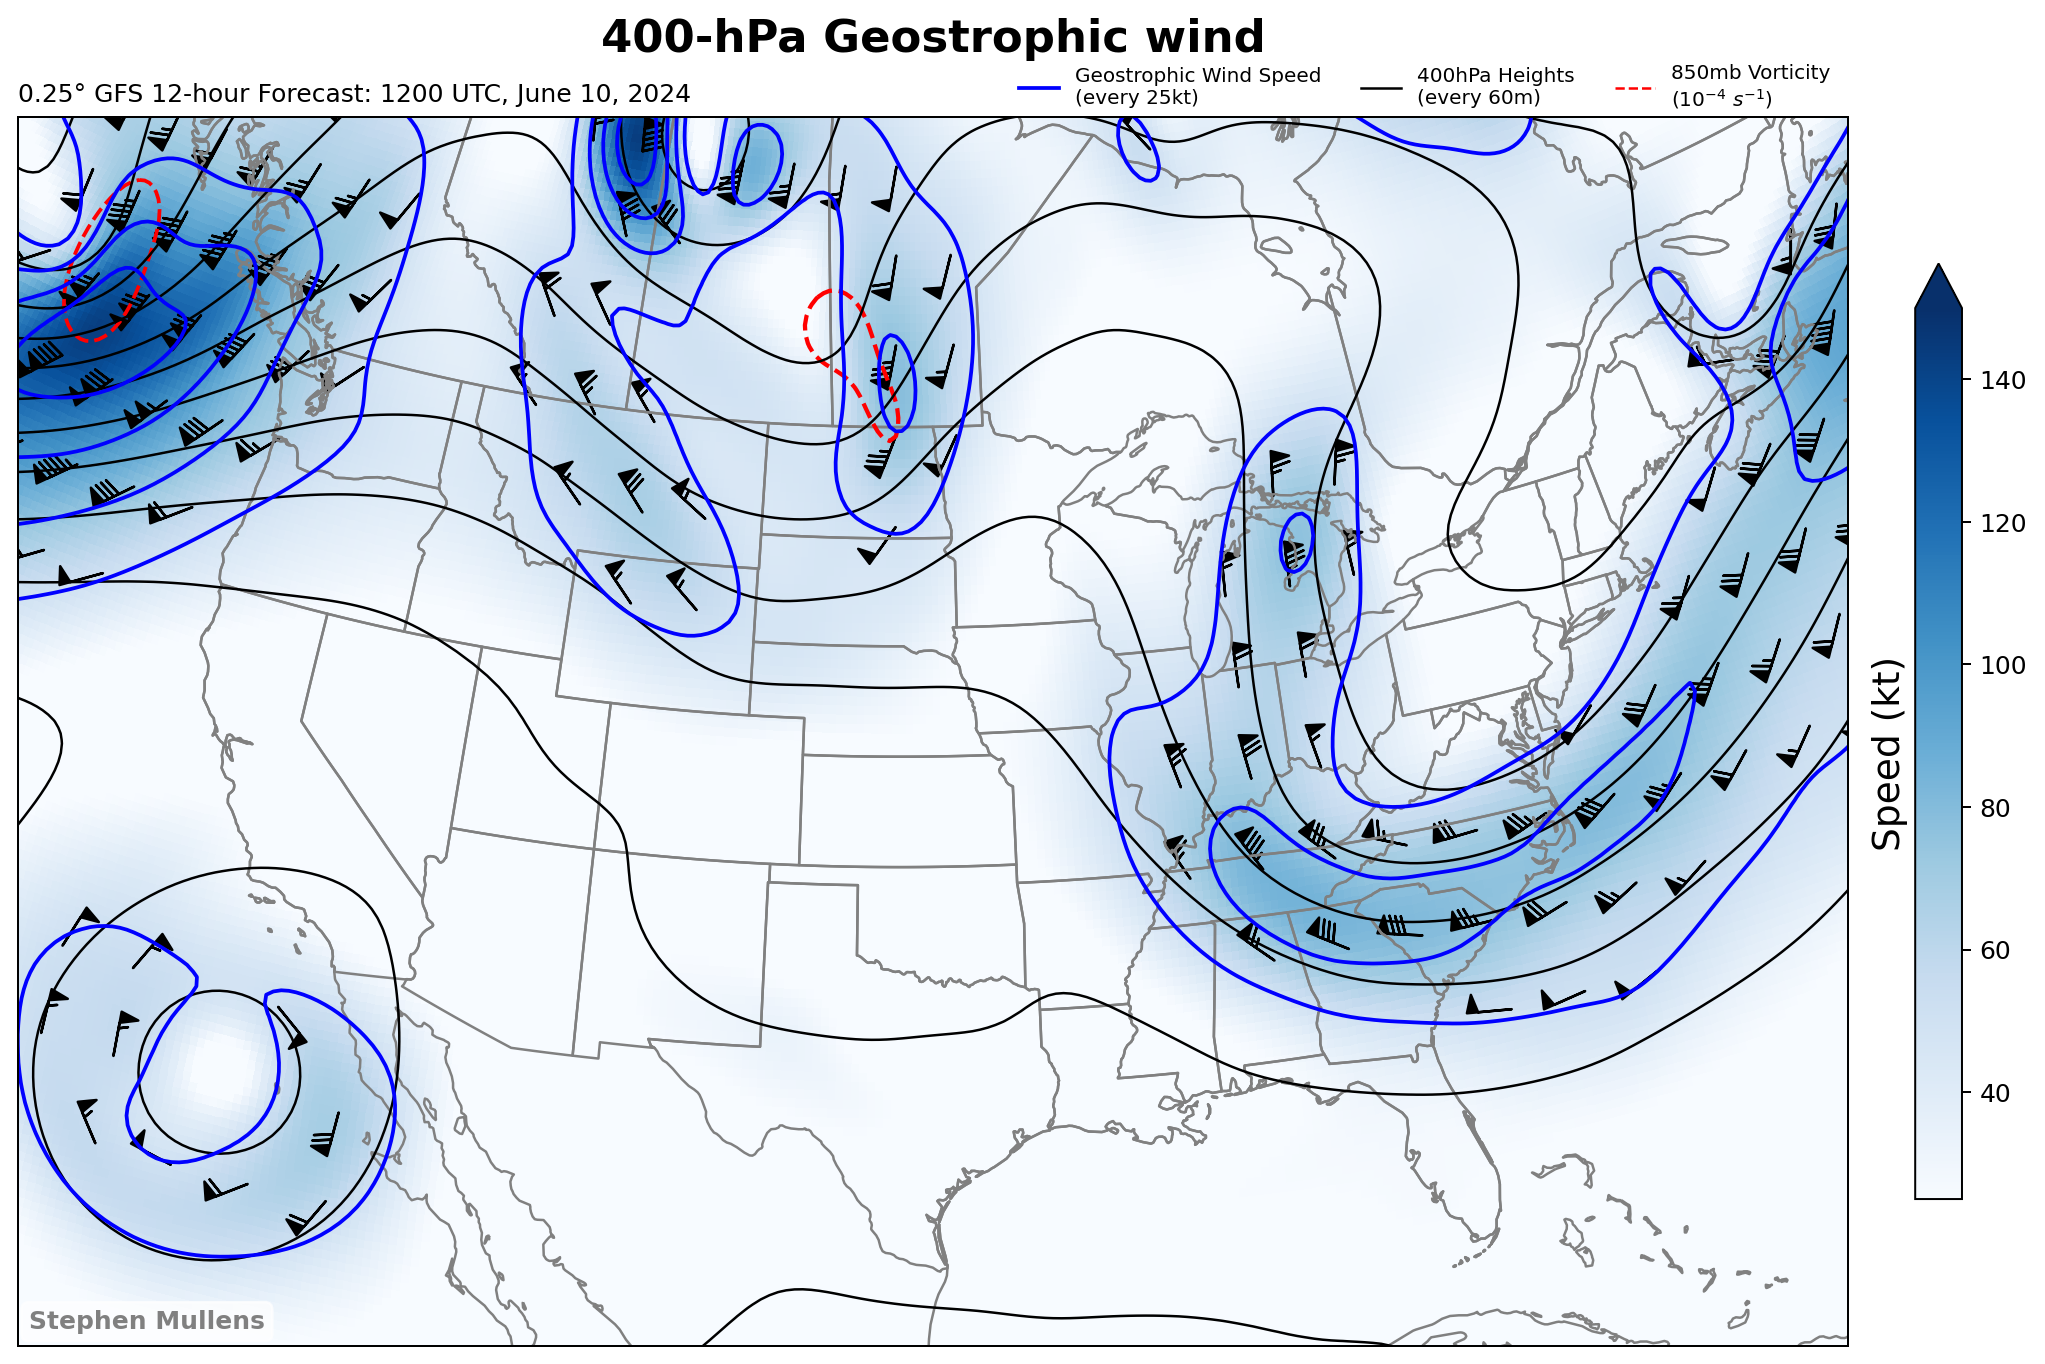 400-hPa Geostrophic wind
0.25° GFS 12-hour Forecast: 1200 UTC, June 10, 2024
Geostrophic Wind Speed
(every 25kt)
400hPa Heights
(every 60m)
850mb Vorticity
(10⁻⁴ s⁻¹)
140
120
100
80
60
40
Speed (kt)
Stephen Mullens